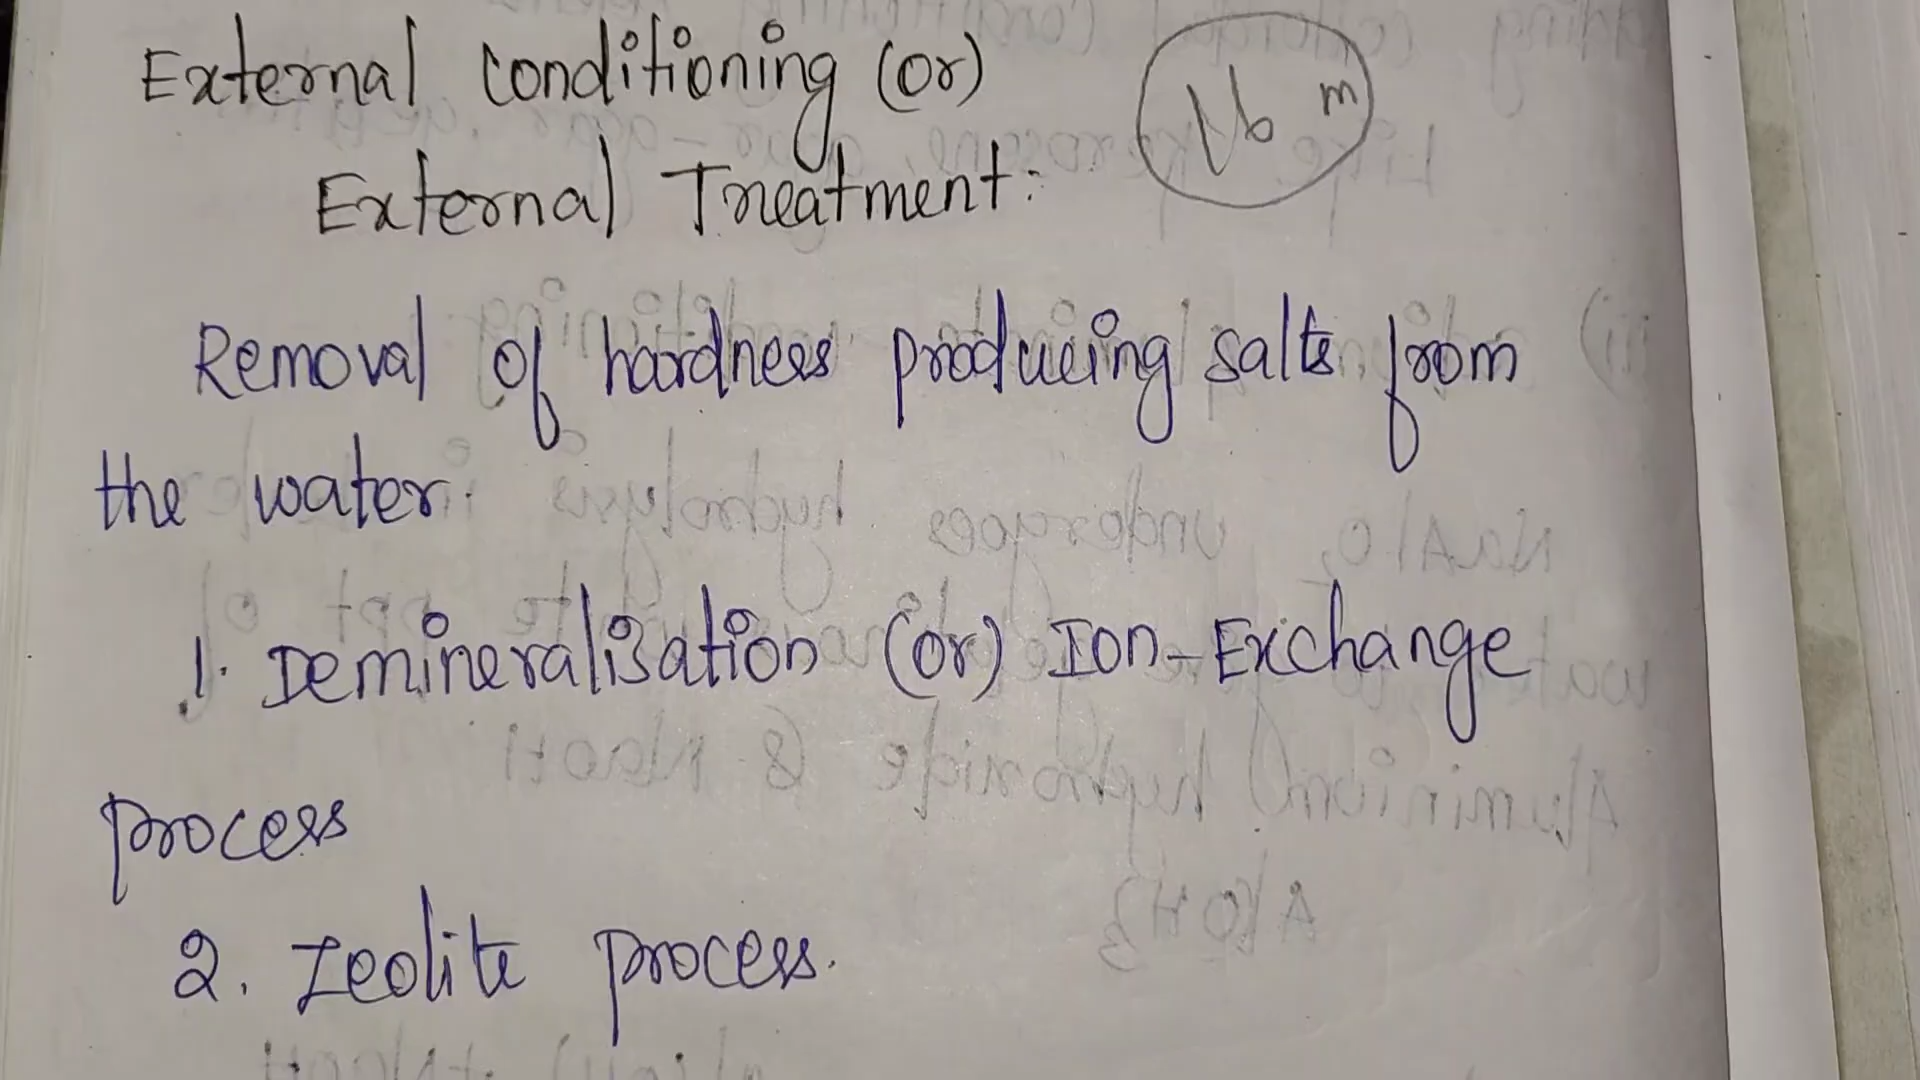 External conditioning (or)
External Treatment:
Removal of hardness producing salts from
the water.
1. Demineralisation (or) Ion-Exchange
process
2. Zeolite process.